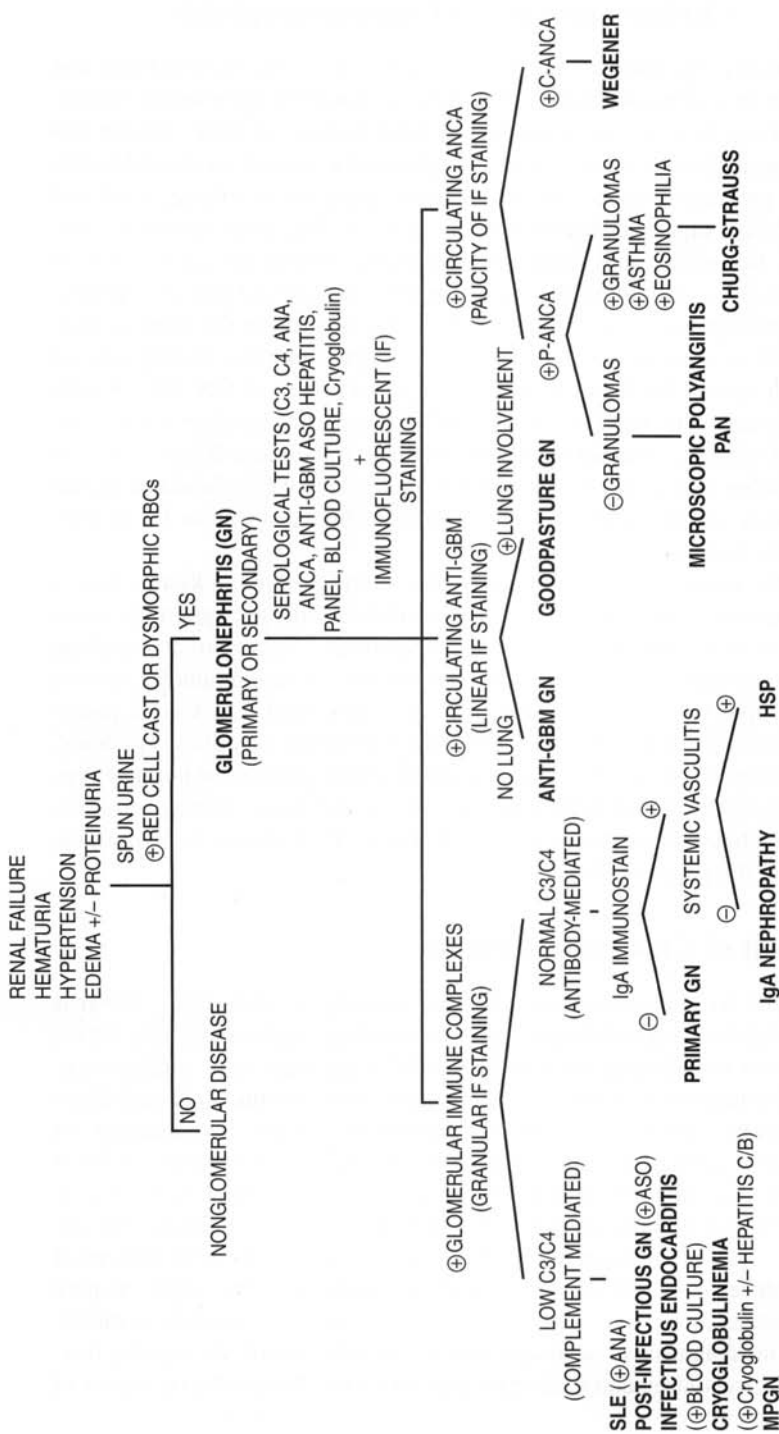 RENAL FAILURE
HEMATURIA
HYPERTENSION
EDEMA +/– PROTEINURIA
SPUN URINE
⊕RED CELL CAST OR DYSMORPHIC RBCs
NO
YES
NONGLOMERULAR DISEASE
GLOMERULONEPHRITIS (GN)
(PRIMARY OR SECONDARY)
SEROLOGICAL TESTS (C3, C4, ANA,
ANCA, ANTI-GBM ASO HEPATITIS,
PANEL, BLOOD CULTURE, Cryoglobulin)
+
IMMUNOFLUORESCENT (IF)
STAINING
⊕GLOMERULAR IMMUNE COMPLEXES
(GRANULAR IF STAINING)
⊕CIRCULATING ANTI-GBM
(LINEAR IF STAINING)
⊕CIRCULATING ANCA
(PAUCITY OF IF STAINING)
LOW C3/C4
(COMPLEMENT MEDIATED)
NORMAL C3/C4
(ANTIBODY-MEDIATED)
NO LUNG
⊕LUNG INVOLVEMENT
⊕P-ANCA
⊕C-ANCA
ANTI-GBM GN
GOODPASTURE GN
WEGENER
SLE (⊕ANA)
POST-INFECTIOUS GN (⊕ASO)
INFECTIOUS ENDOCARDITIS
(⊕BLOOD CULTURE)
CRYOGLOBULINEMIA
(⊕Cryoglobulin +/– HEPATITIS C/B)
MPGN
IgA IMMUNOSTAIN
⊖
⊕
PRIMARY GN
SYSTEMIC VASCULITIS
⊖
⊕
IgA NEPHROPATHY
HSP
⊖GRANULOMAS
⊕GRANULOMAS
⊕ASTHMA
⊕EOSINOPHILIA
MICROSCOPIC POLYANGIITIS
PAN
CHURG-STRAUSS